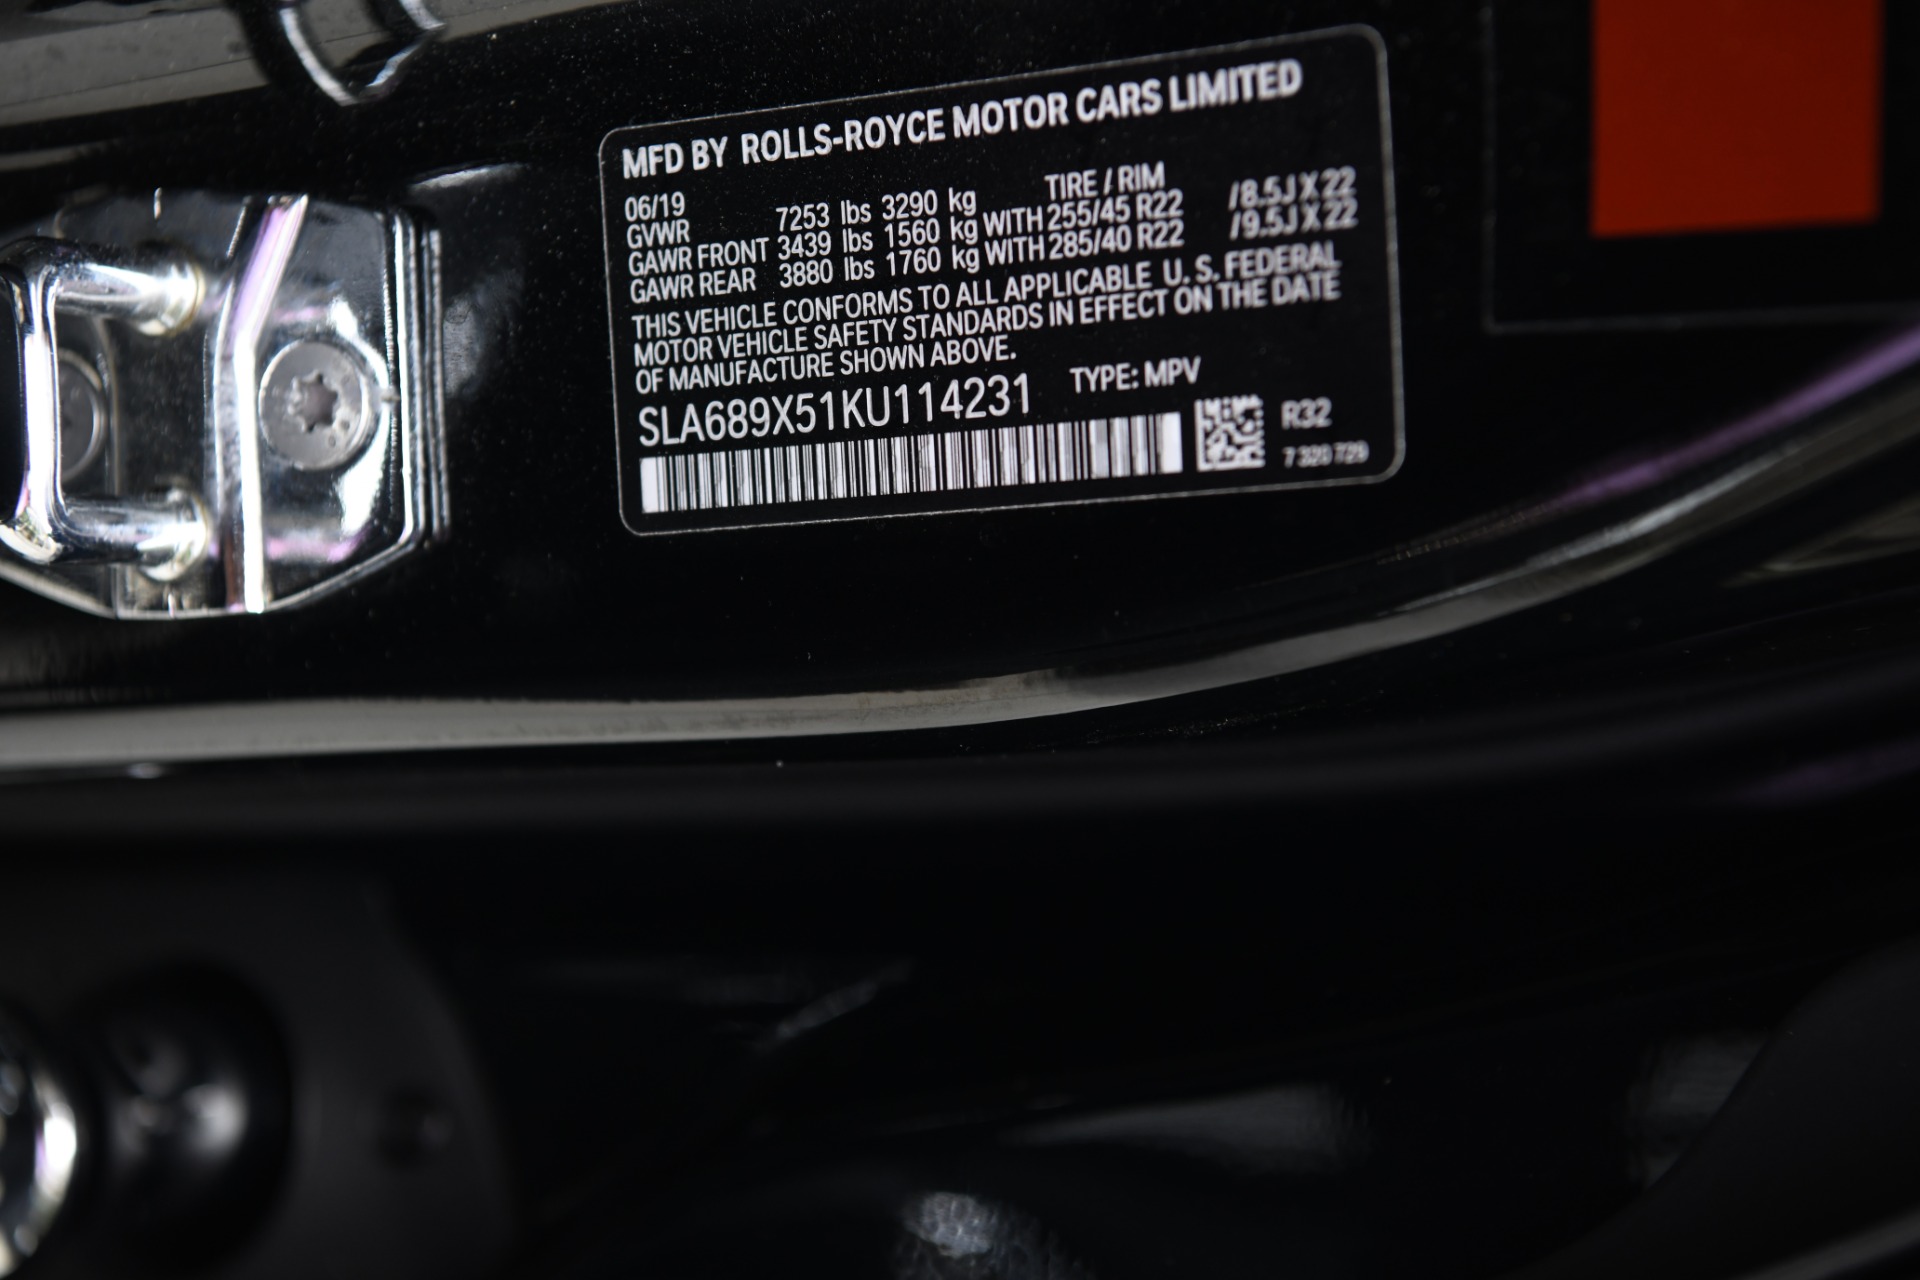 MFD BY ROLLS-ROYCE MOTOR CARS LIMITED
06/19 TIRE / RIM
GVWR 7253 lbs 3290 kg
GAWR FRONT 3439 lbs 1560 kg WITH 255/45 R22 /8.5J X 22
GAWR REAR 3880 lbs 1760 kg WITH 285/40 R22 /9.5J X 22
THIS VEHICLE CONFORMS TO ALL APPLICABLE U. S. FEDERAL
MOTOR VEHICLE SAFETY STANDARDS IN EFFECT ON THE DATE
OF MANUFACTURE SHOWN ABOVE.
SLA689X51KU114231 TYPE: MPV
R32
7 320 729